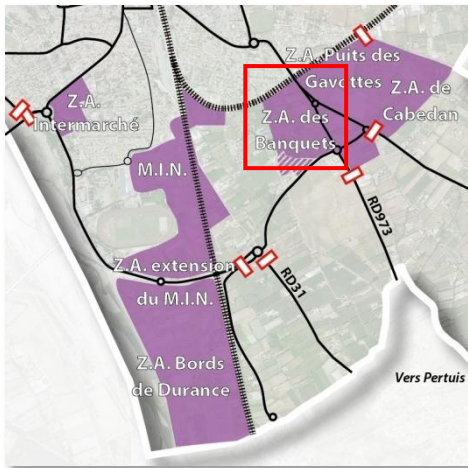 Z.A. Puits des
Gavottes
Z.A. de
Cabedan
Z.A.
Intermarché
Z.A. des
Banquets
M.I.N.
RD973
Z.A. extension
du M.I.N.
RD31
Z.A. Bords
de Durance
Vers Pertuis